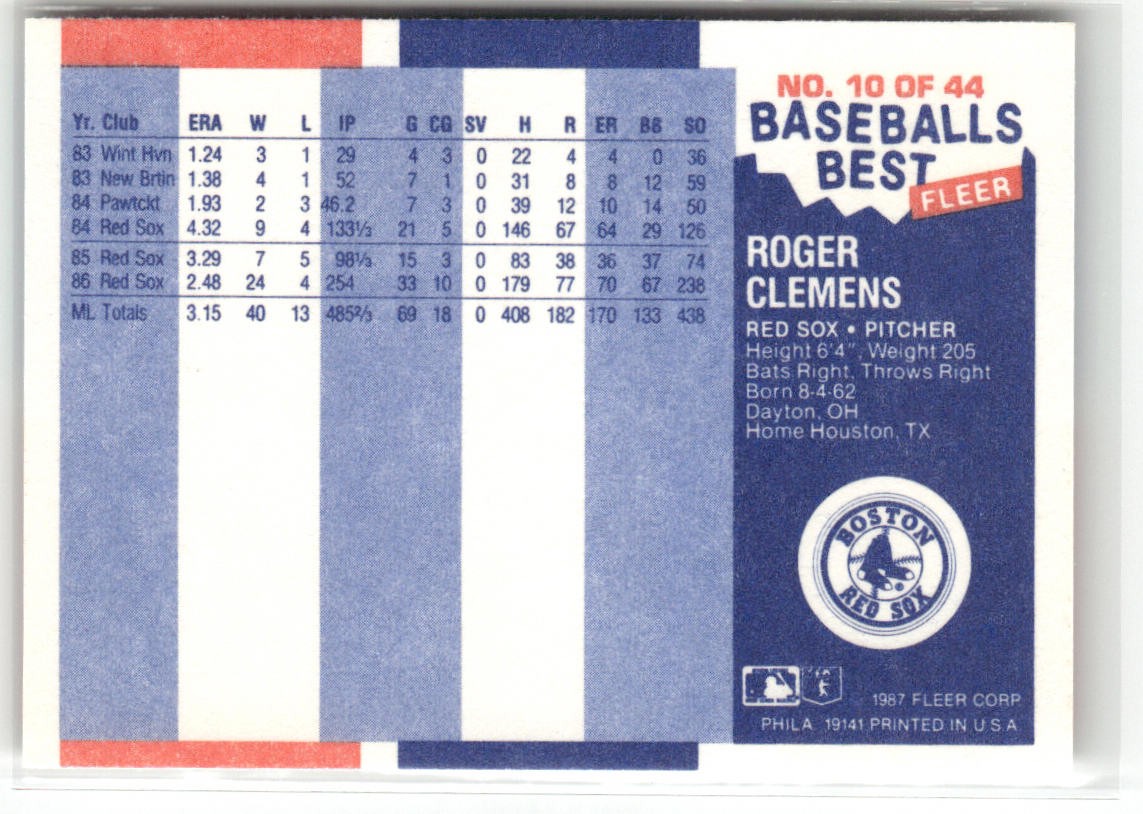 Yr. Club ERA W L IP G CG SV H R ER BB SO
83 Wint Hvn 1.24 3 1 29 4 3 0 22 4 4 0 36
83 New Brtin 1.38 4 1 52 7 1 0 31 8 8 12 59
84 Pawtckt 1.93 2 3 46.2 7 3 0 39 12 10 14 50
84 Red Sox 4.32 9 4 133⅓ 21 5 0 146 67 64 29 126
85 Red Sox 3.29 7 5 98⅓ 15 3 0 83 38 36 37 74
86 Red Sox 2.48 24 4 254 33 10 0 179 77 70 67 238
ML Totals 3.15 40 13 485⅔ 69 18 0 408 182 170 133 438
NO. 10 OF 44
BASEBALLS
BEST
FLEER
ROGER
CLEMENS
RED SOX • PITCHER
Height 6'4", Weight 205
Bats Right, Throws Right
Born 8-4-62
Dayton, OH
Home Houston, TX
BOSTON
RED SOX
1987 FLEER CORP
PHILA 19141 PRINTED IN U S A